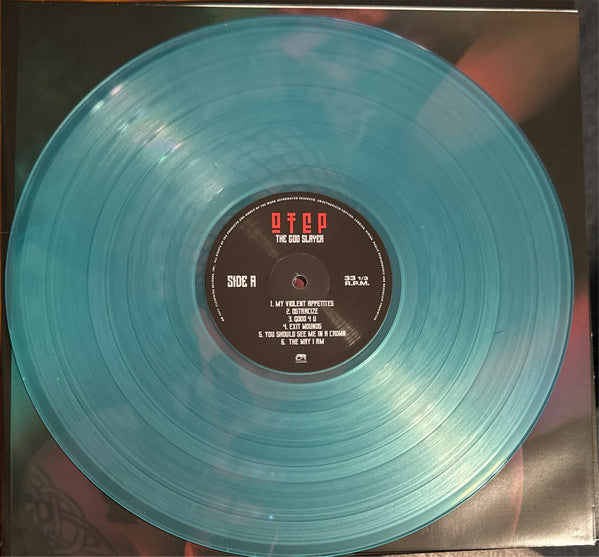 OTEP
THE GOD SLAYER
SIDE A
33 1/3
R.P.M.
1. MY VIOLENT APPETITES
2. OSTRACIZE
3. GOOD 4 U
4. EXIT WOUNDS
5. YOU SHOULD SEE ME IN A CROWN
6. THE WAY I AM